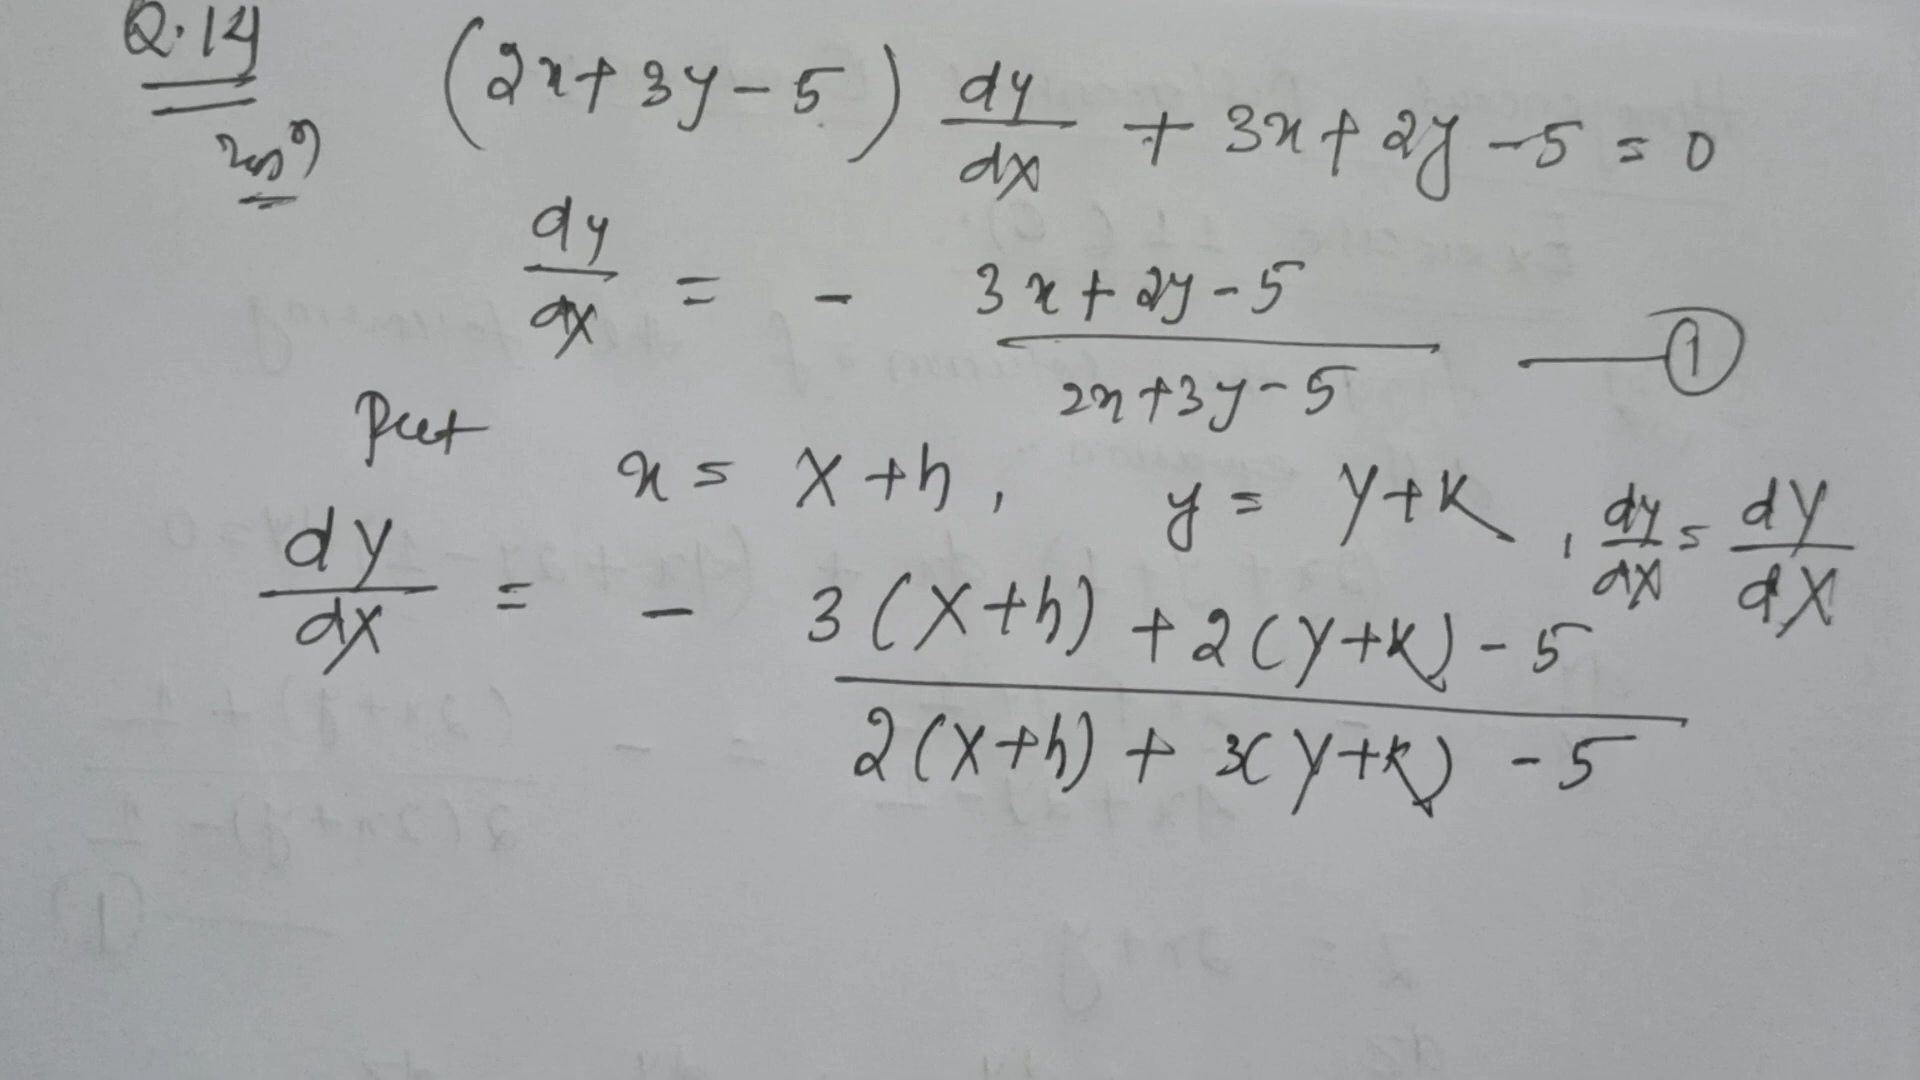 Q.14
(2x+3y-5) dy/dx + 3x+2y-5=0
Soln
dy/dx = - (3x+2y-5)/(2x+3y-5) —①
Put x = X+h, y = Y+K, dy/dx = dY/dX
dy/dx = - (3(X+h)+2(Y+K)-5)/(2(X+h)+3(Y+K)-5)